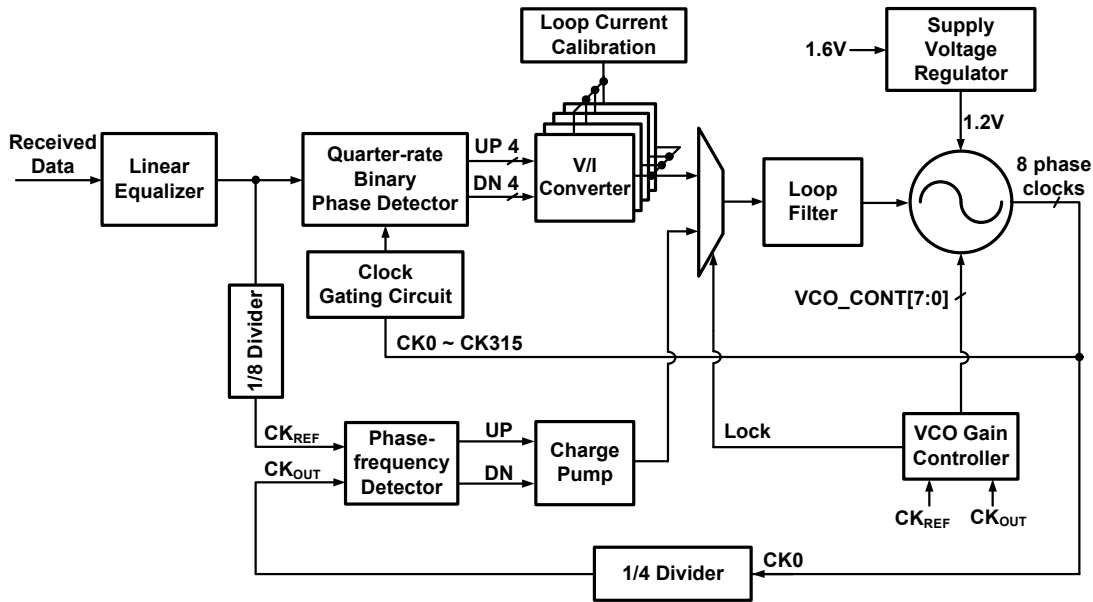 Loop Current
Calibration
Supply
Voltage
Regulator
1.6V
1.2V
Received
Data
Linear
Equalizer
Quarter-rate
Binary
Phase Detector
UP 4
DN 4
V/I
Converter
Loop
Filter
8 phase
clocks
Clock
Gating Circuit
VCO_CONT[7:0]
1/8 Divider
CK0 ~ CK315
CKREF
CKOUT
Phase-
frequency
Detector
UP
DN
Charge
Pump
Lock
VCO Gain
Controller
CKREF
CKOUT
1/4 Divider
CK0